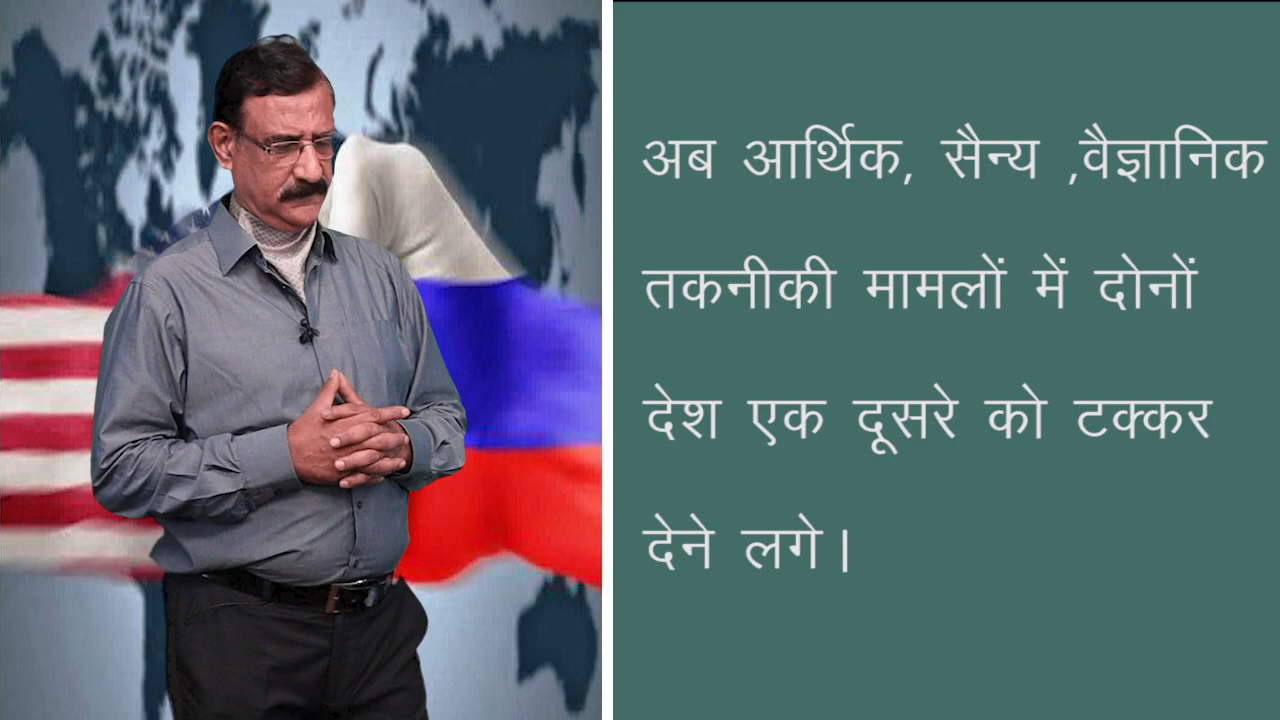 अब आर्थिक, सैन्य ,वैज्ञानिक
तकनीकी मामलों में दोनों
देश एक दूसरे को टक्कर
देने लगे।